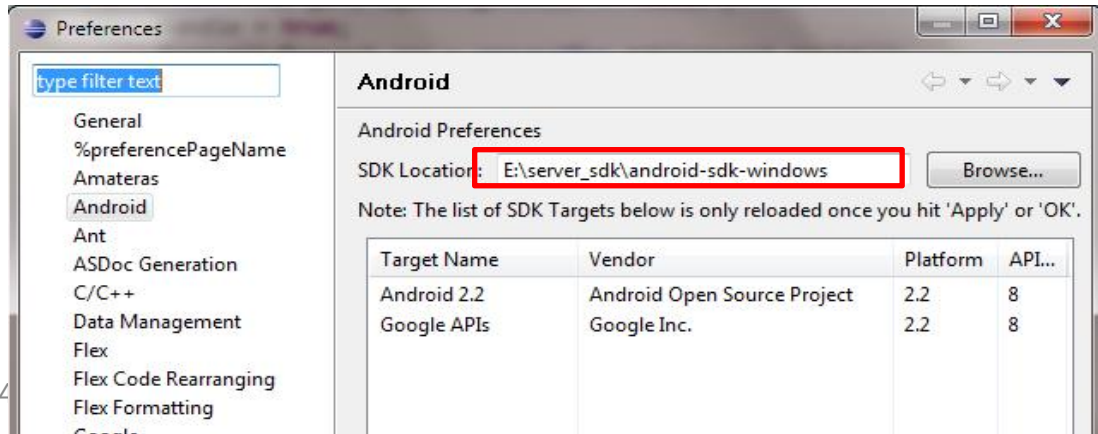 Preferences
type filter text
General
%preferencePageName
Amateras
Android
Ant
ASDoc Generation
C/C++
Data Management
Flex
Flex Code Rearranging
Flex Formatting
Android
Android Preferences
SDK Location: E:\server_sdk\android-sdk-windows Browse...
Note: The list of SDK Targets below is only reloaded once you hit 'Apply' or 'OK'.
Target Name Vendor Platform API...
Android 2.2 Android Open Source Project 2.2 8
Google APIs Google Inc. 2.2 8